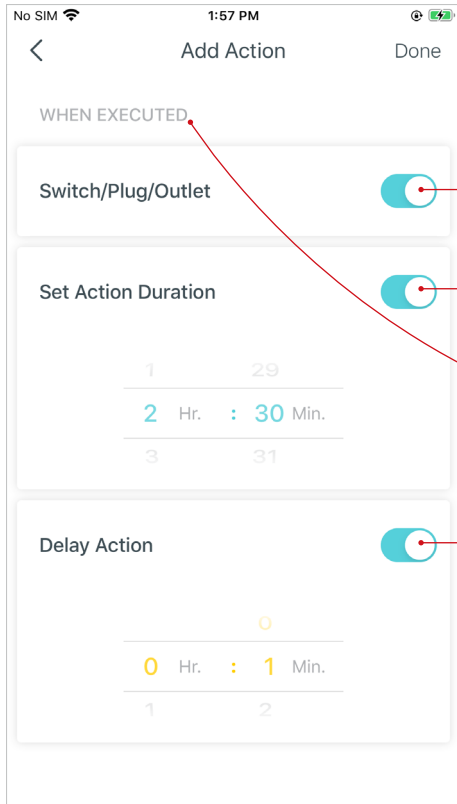 No SIM 1:57 PM
Add Action Done
WHEN EXECUTED
Switch/Plug/Outlet
Set Action Duration
1 29
2 Hr. : 30 Min.
3 31
Delay Action
0
0 Hr. : 1 Min.
1 2